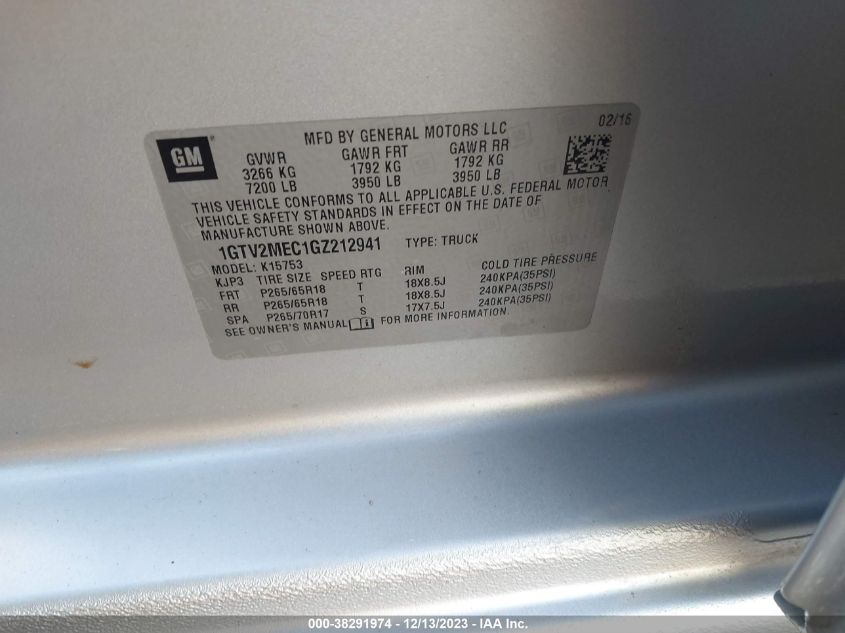 GM
MFD BY GENERAL MOTORS LLC
02/16
GVWR GAWR FRT GAWR RR
3266 KG 1792 KG 1792 KG
7200 LB 3950 LB 3950 LB
THIS VEHICLE CONFORMS TO ALL APPLICABLE U.S. FEDERAL MOTOR
VEHICLE SAFETY STANDARDS IN EFFECT ON THE DATE OF
MANUFACTURE SHOWN ABOVE.
1GTV2MEC1GZ212941 TYPE: TRUCK
MODEL: K15753
KJP3 TIRE SIZE SPEED RTG RIM COLD TIRE PRESSURE
FRT P265/65R18 T 18X8.5J 240KPA(35PSI)
RR P265/65R18 T 18X8.5J 240KPA(35PSI)
SPA P265/70R17 S 17X7.5J 240KPA(35PSI)
SEE OWNER'S MANUAL FOR MORE INFORMATION.
000-38291974 - 12/13/2023 - IAA Inc.